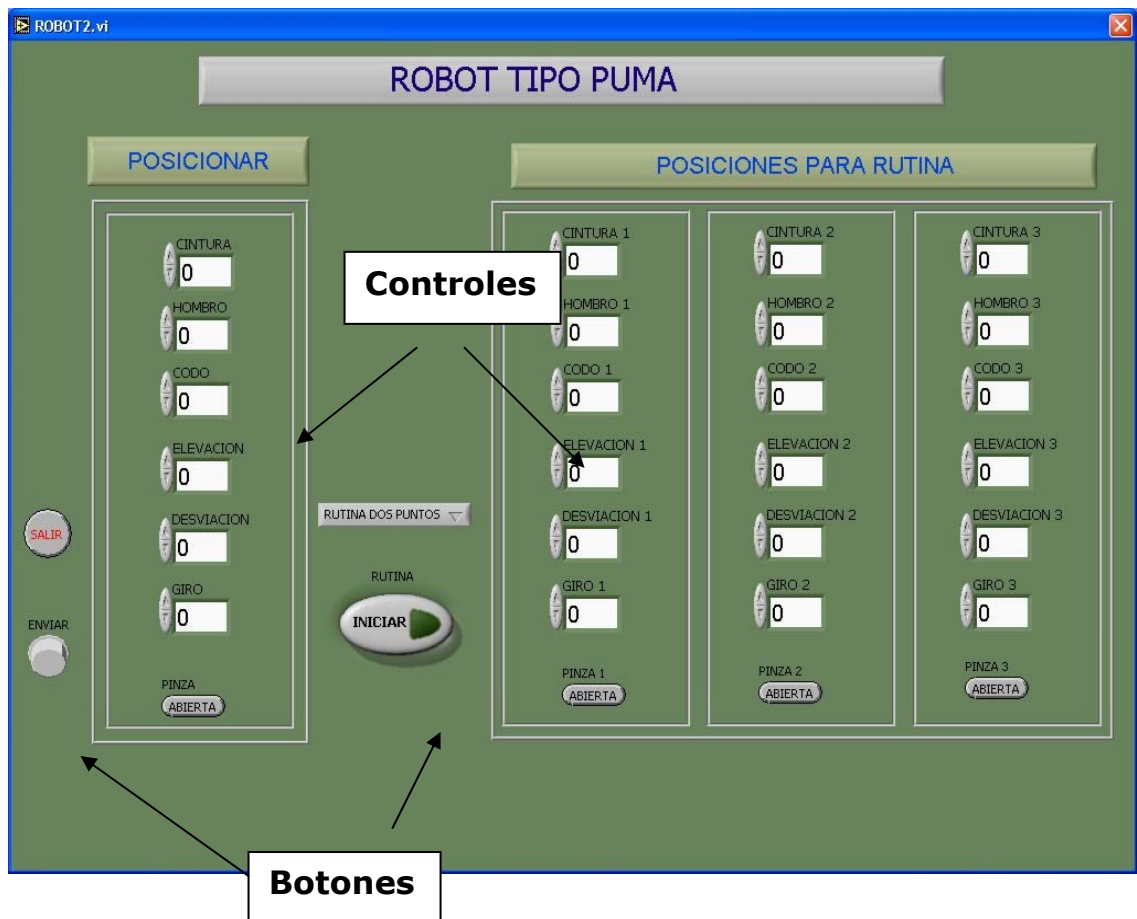 ROBOT2.vi
ROBOT TIPO PUMA
POSICIONAR
CINTURA
0
HOMBRO
0
CODO
0
ELEVACION
0
DESVIACION
0
GIRO
0
PINZA
ABIERTA
SALIR
ENVIAR
Controles
RUTINA DOS PUNTOS
RUTINA
INICIAR
Botones
POSICIONES PARA RUTINA
CINTURA 1
0
HOMBRO 1
0
CODO 1
0
ELEVACION 1
0
DESVIACION 1
0
GIRO 1
0
PINZA 1
ABIERTA
CINTURA 2
0
HOMBRO 2
0
CODO 2
0
ELEVACION 2
0
DESVIACION 2
0
GIRO 2
0
PINZA 2
ABIERTA
CINTURA 3
0
HOMBRO 3
0
CODO 3
0
ELEVACION 3
0
DESVIACION 3
0
GIRO 3
0
PINZA 3
ABIERTA